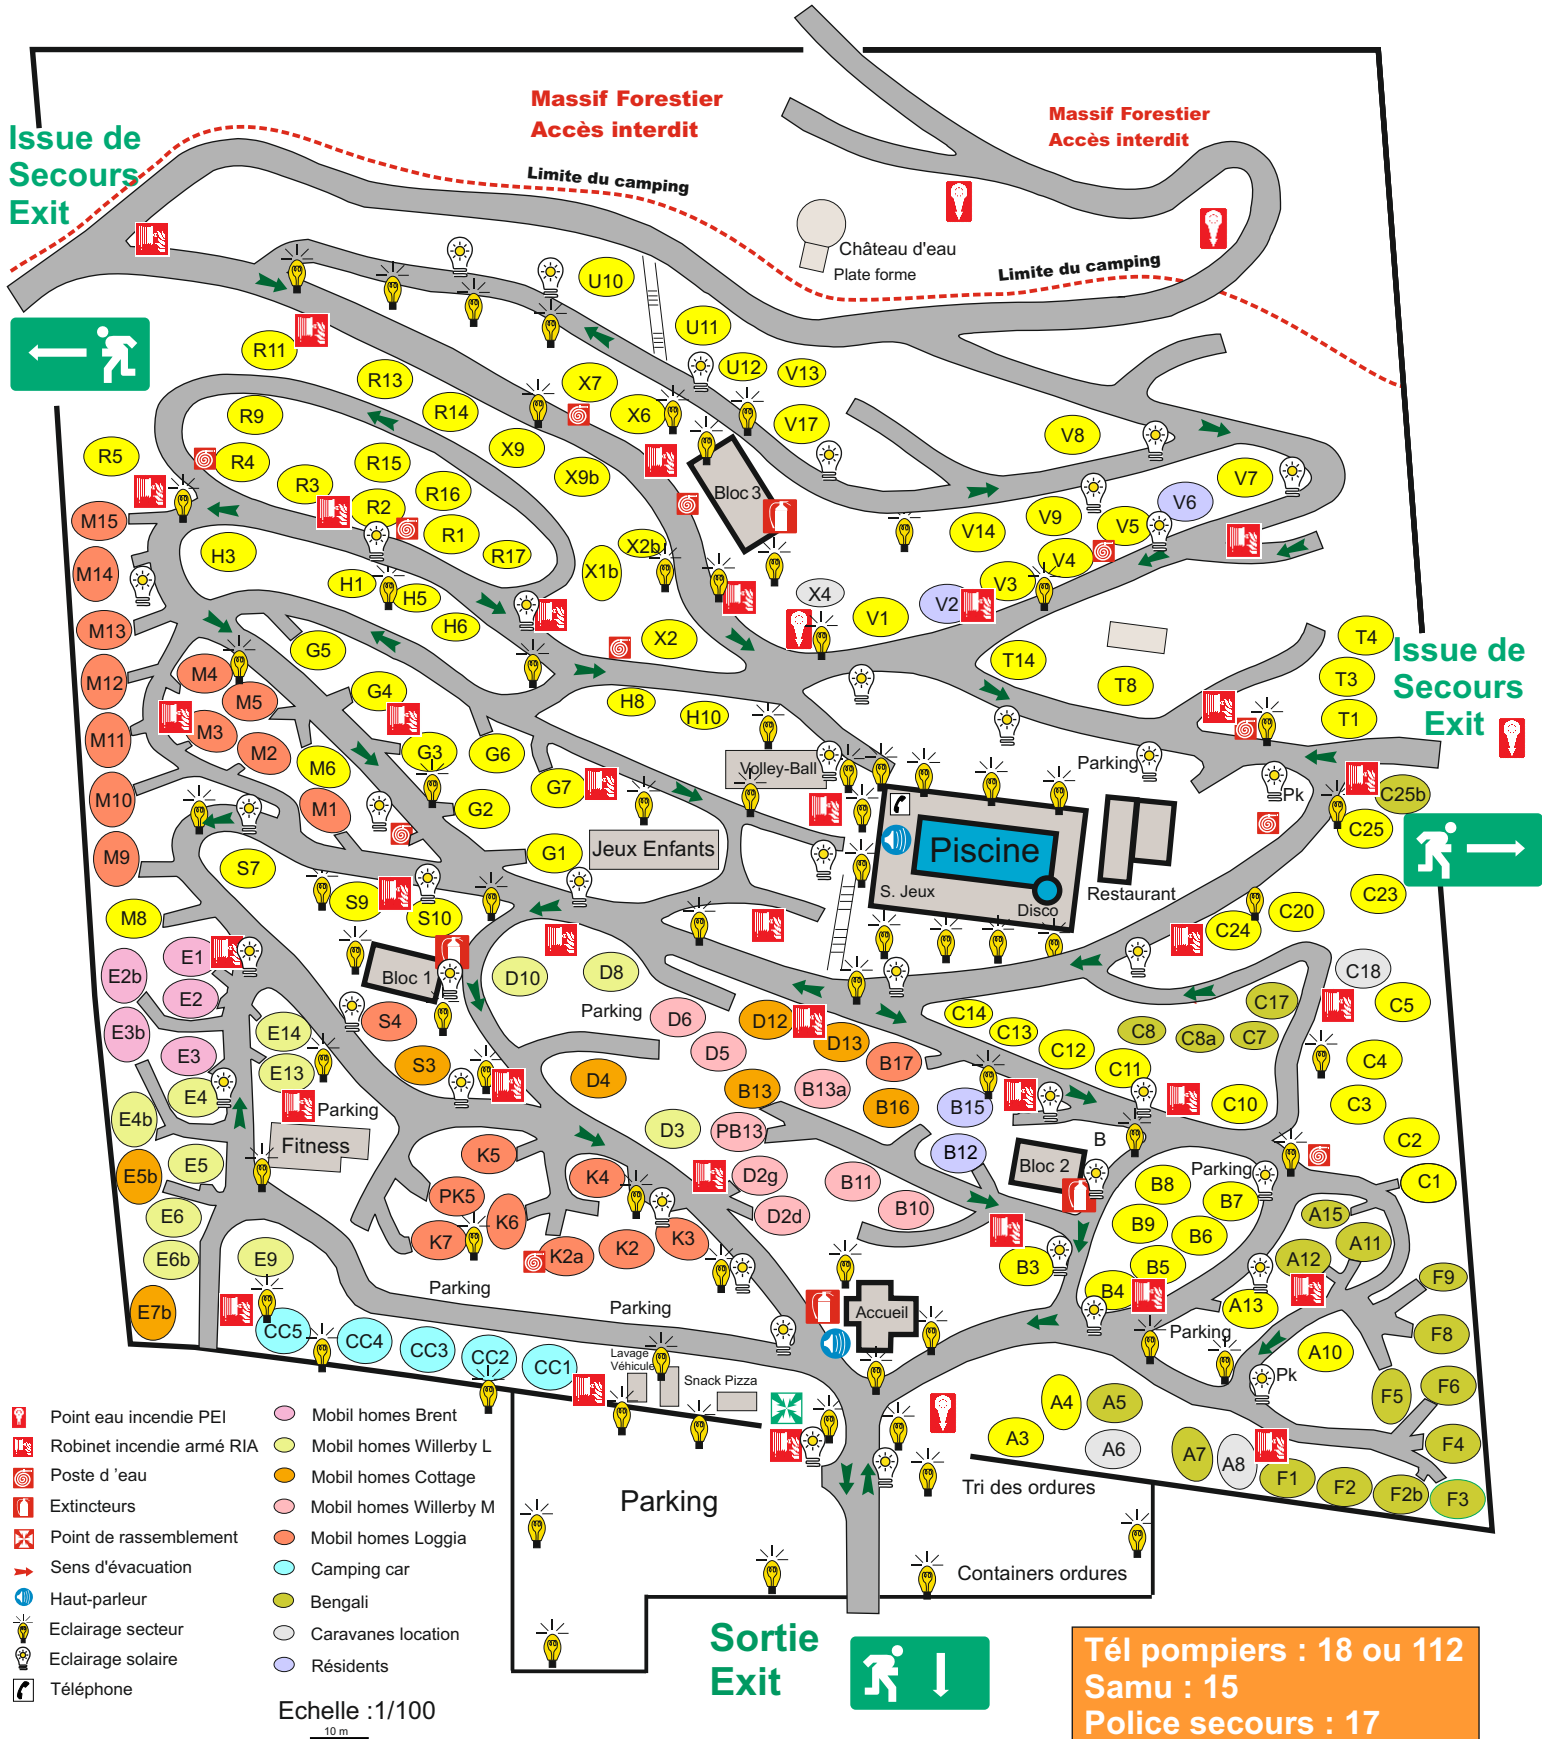 Massif Forestier
Accès interdit
Massif Forestier
Accès interdit
Issue de
Secours
Exit
Limite du camping
Château d'eau
Plate forme
Limite du camping
U10
U11
U12
V13
R11
R13
X7
R9
R14
X6
V17
V8
R5
R4
R15
X9
X9b
V7
R3
R16
Bloc 3
V6
M15
R2
R1
V14
V9
V5
H3
R17
X2b
V4
M14
H1
H5
X1b
X4
V3
V2
M13
H6
X2
V1
T4
G5
T14
Issue de
Secours
Exit
M12
M4
M5
G4
H8
H10
T8
T3
T1
M11
M3
M2
G3
G6
Volley-Ball
Parking
M10
M6
M1
G2
G7
Pk
Pk
C25b
C25
M9
S7
G1
Jeux Enfants
Piscine
S. Jeux
Disco
Restaurant
M8
S9
S10
C20
C23
C24
E2b
E1
Bloc 1
D10
D8
C18
E2
Parking
C17
C5
E3b
E3
E14
S4
D6
D12
C14
C13
C8
C8a
C7
E13
S3
D5
D13
B17
C12
C11
C4
E4
E4b
Parking
D4
B13
B13a
B16
B15
C10
C3
Fitness
D3
PB13
B12
B
C2
E5
E5b
K5
K4
D2g
B11
Bloc 2
Parking
B8
B7
C1
E6
PK5
K6
D2d
B10
B9
B6
A15
E6b
E9
K7
K2a
K2
K3
B3
B5
A12
A11
E7b
Parking
Parking
B4
A13
F9
CC5
CC4
CC3
CC2
CC1
Accueil
Parking
A10
F8
Lavage
Véhicule
Snack Pizza
Pk
A4
A5
F5
F6
A3
A6
A7
A8
F4
F1
F2
F2b
F3
Parking
Tri des ordures
Containers ordures
Point eau incendie PEI
Robinet incendie armé RIA
Poste d 'eau
Extincteurs
Point de rassemblement
Sens d'évacuation
Haut-parleur
Eclairage secteur
Eclairage solaire
Téléphone
Mobil homes Brent
Mobil homes Willerby L
Mobil homes Cottage
Mobil homes Willerby M
Mobil homes Loggia
Camping car
Bengali
Caravanes location
Résidents
Echelle :1/100
10 m
Sortie
Exit
Tél pompiers : 18 ou 112
Samu : 15
Police secours : 17